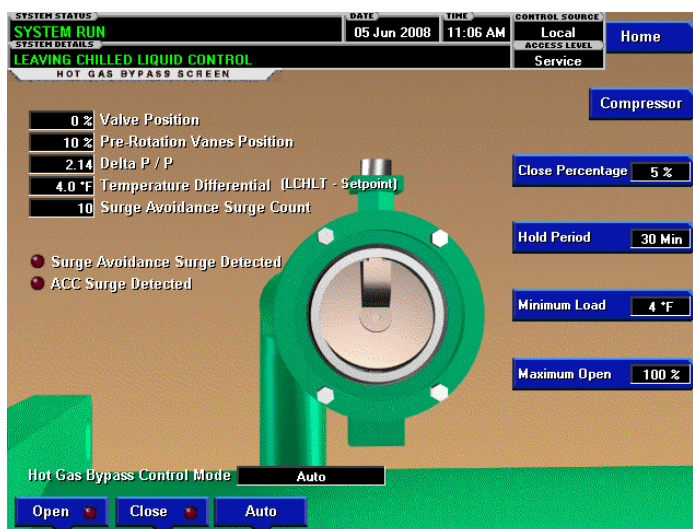 SYSTEM STATUS
SYSTEM RUN
DATE
05 Jun 2008
TIME
11:06 AM
CONTROL SOURCE
Local
Home
SYSTEM DETAILS
LEAVING CHILLED LIQUID CONTROL
ACCESS LEVEL
Service
HOT GAS BYPASS SCREEN
Compressor
0 % Valve Position
10 % Pre-Rotation Vanes Position
2.14 Delta P / P
4.0 °F Temperature Differential (LCHLT - Setpoint)
10 Surge Avoidance Surge Count
Close Percentage 5 %
Hold Period 30 Min
Surge Avoidance Surge Detected
ACC Surge Detected
Minimum Load 4 °F
Maximum Open 100 %
Hot Gas Bypass Control Mode Auto
Open Close Auto